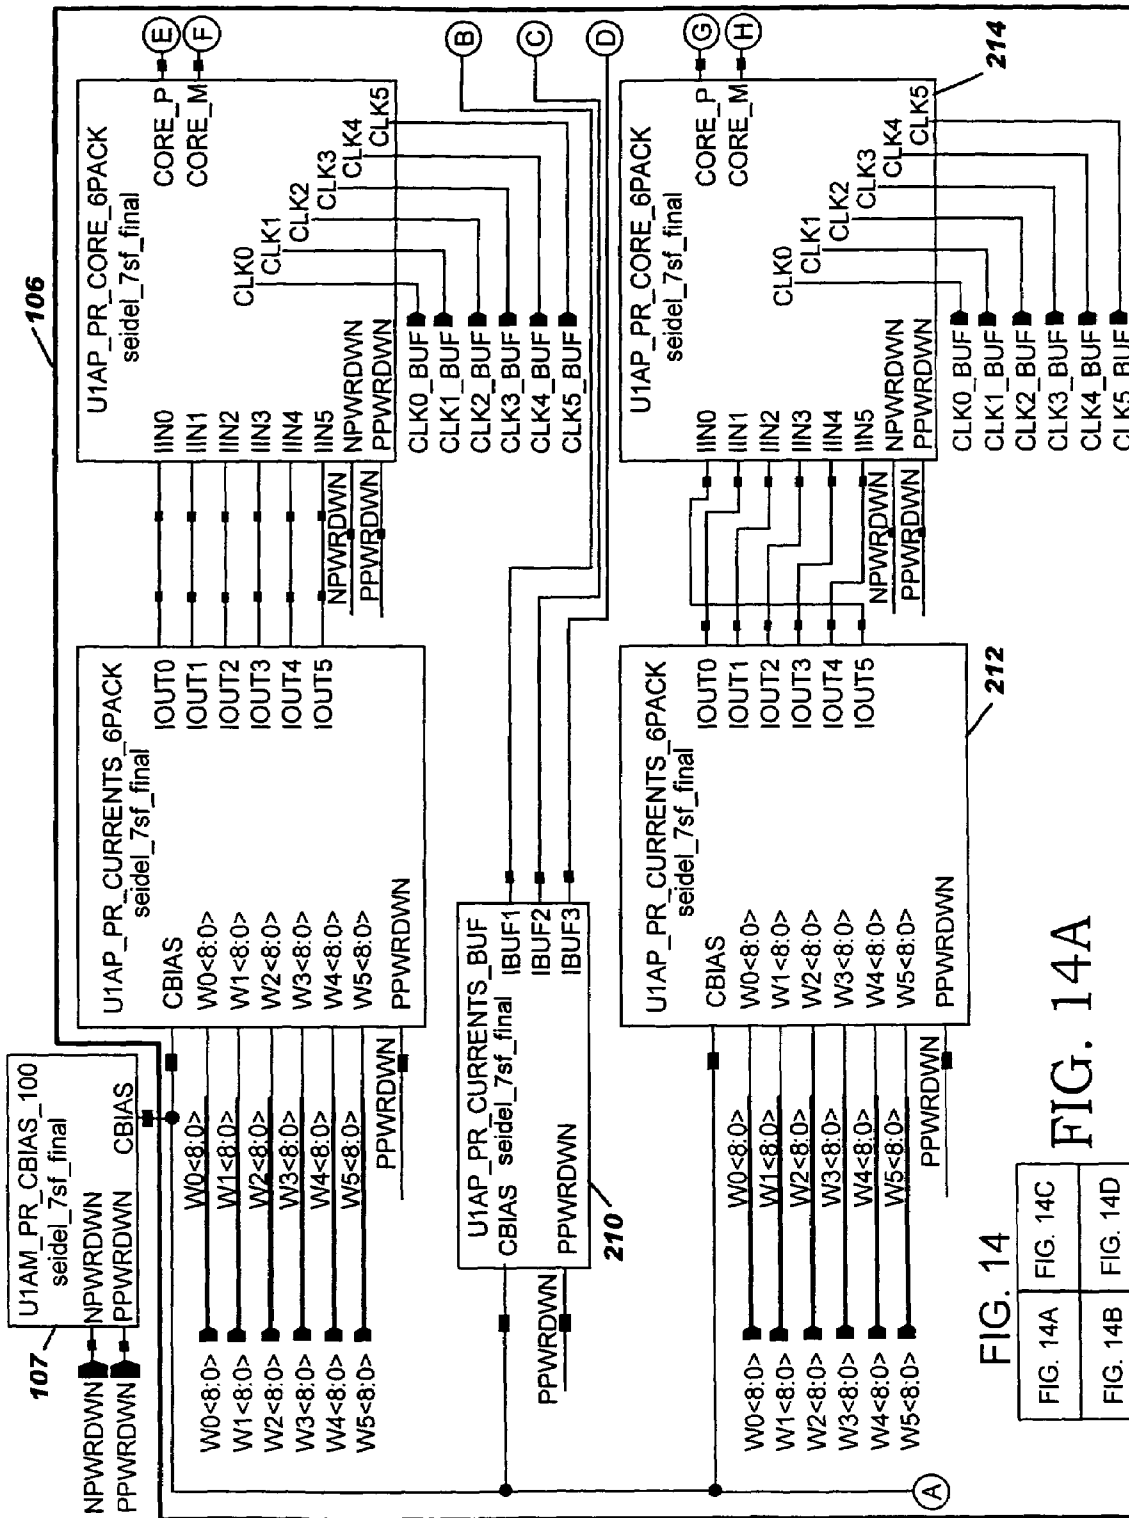 106
107
U1AM_PR_CBIAS_100
seidel_7sf_final
NPWRDWN
PPWRDWN
CBIAS
NPWRDWN
PPWRDWN
U1AP_PR_CURRENTS_6PACK
seidel_7sf_final
CBIAS
W0<8:0>
W1<8:0>
W2<8:0>
W3<8:0>
W4<8:0>
W5<8:0>
PPWRDWN
IOUT0
IOUT1
IOUT2
IOUT3
IOUT4
IOUT5
W0<8:0>
W1<8:0>
W2<8:0>
W3<8:0>
W4<8:0>
W5<8:0>
PPWRDWN
W0<8:0>
W1<8:0>
W2<8:0>
W3<8:0>
W4<8:0>
W5<8:0>
U1AP_PR_CORE_6PACK
seidel_7sf_final
IIN0
IIN1
IIN2
IIN3
IIN4
IIN5
NPWRDWN
PPWRDWN
NPWRDWN
PPWRDWN
CORE_P
CORE_M
CLK0
CLK1
CLK2
CLK3
CLK4
CLK5
CLK0_BUF
CLK1_BUF
CLK2_BUF
CLK3_BUF
CLK4_BUF
CLK5_BUF
E
F
B
C
D
U1AP_PR_CURRENTS_BUF
CBIAS seidel_7sf_final
IBUF1
IBUF2
IBUF3
PPWRDWN
PPWRDWN
210
U1AP_PR_CURRENTS_6PACK
seidel_7sf_final
CBIAS
W0<8:0>
W1<8:0>
W2<8:0>
W3<8:0>
W4<8:0>
W5<8:0>
PPWRDWN
IOUT0
IOUT1
IOUT2
IOUT3
IOUT4
IOUT5
212
W0<8:0>
W1<8:0>
W2<8:0>
W3<8:0>
W4<8:0>
W5<8:0>
PPWRDWN
W0<8:0>
W1<8:0>
W2<8:0>
W3<8:0>
W4<8:0>
W5<8:0>
U1AP_PR_CORE_6PACK
seidel_7sf_final
IIN0
IIN1
IIN2
IIN3
IIN4
IIN5
NPWRDWN
PPWRDWN
NPWRDWN
PPWRDWN
CORE_P
CORE_M
CLK0
CLK1
CLK2
CLK3
CLK4
CLK5
CLK0_BUF
CLK1_BUF
CLK2_BUF
CLK3_BUF
CLK4_BUF
CLK5_BUF
G
H
214
A
FIG. 14
FIG. 14A FIG. 14C
FIG. 14B FIG. 14D
FIG. 14A